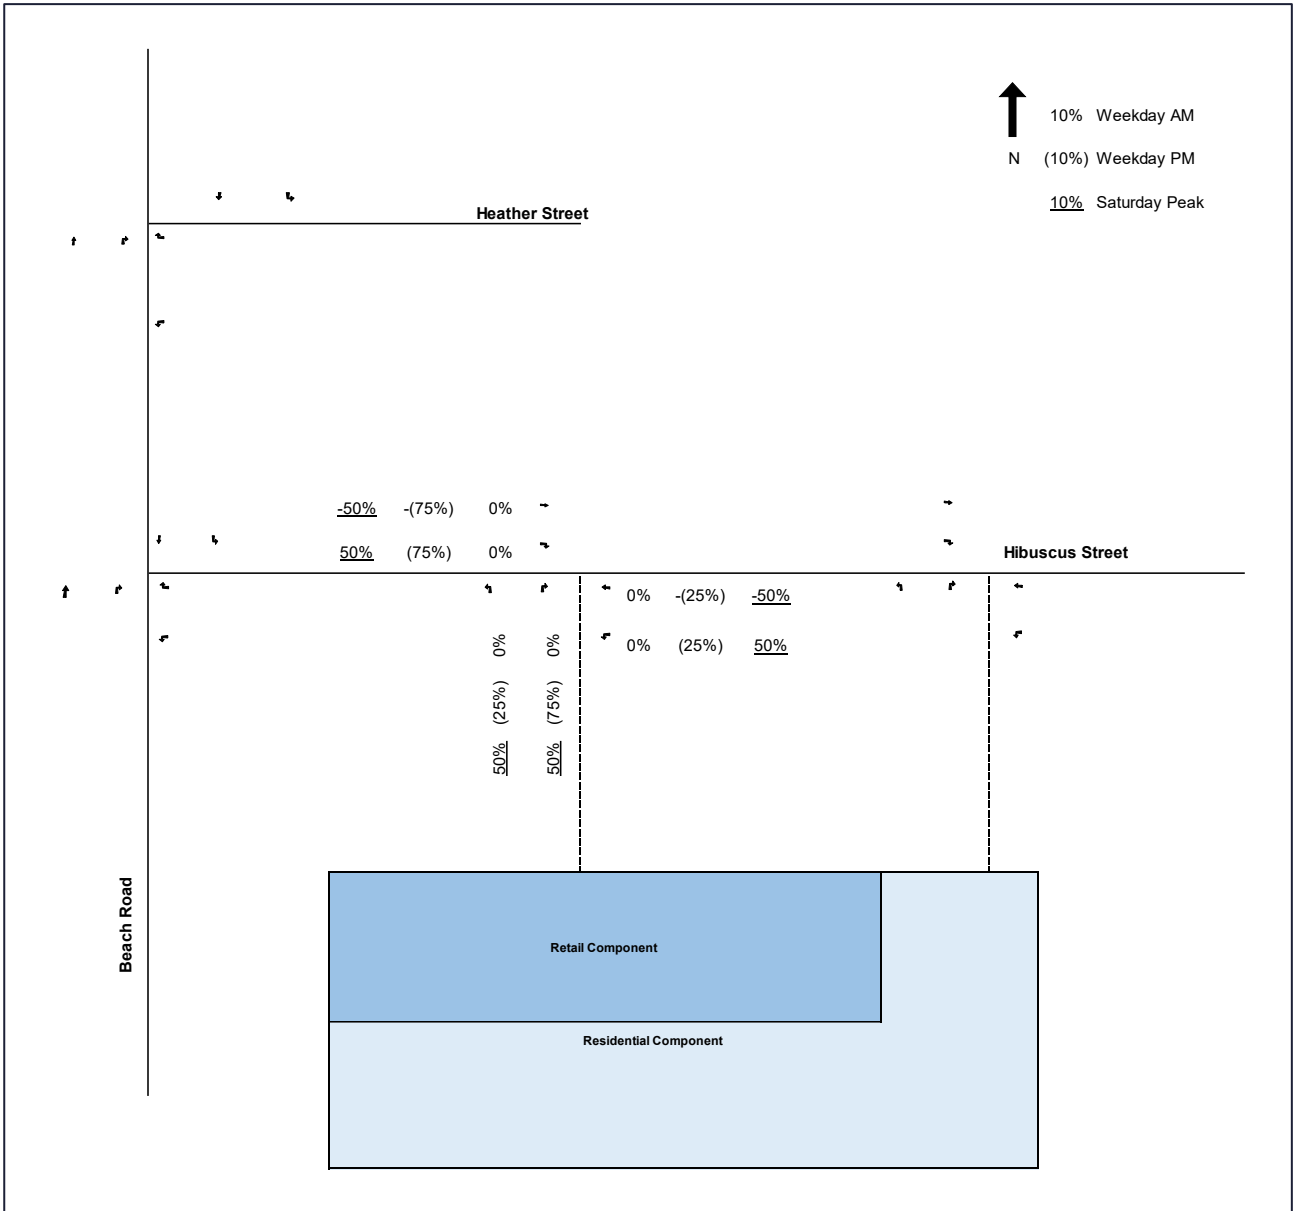 10% Weekday AM
N (10%) Weekday PM
10% Saturday Peak
Heather Street
-50% -(75%) 0%
50% (75%) 0%
Hibuscus Street
0% -(25%) -50%
0% (25%) 50%
50% (25%) 0%
50% (75%) 0%
Beach Road
Retail Component
Residential Component